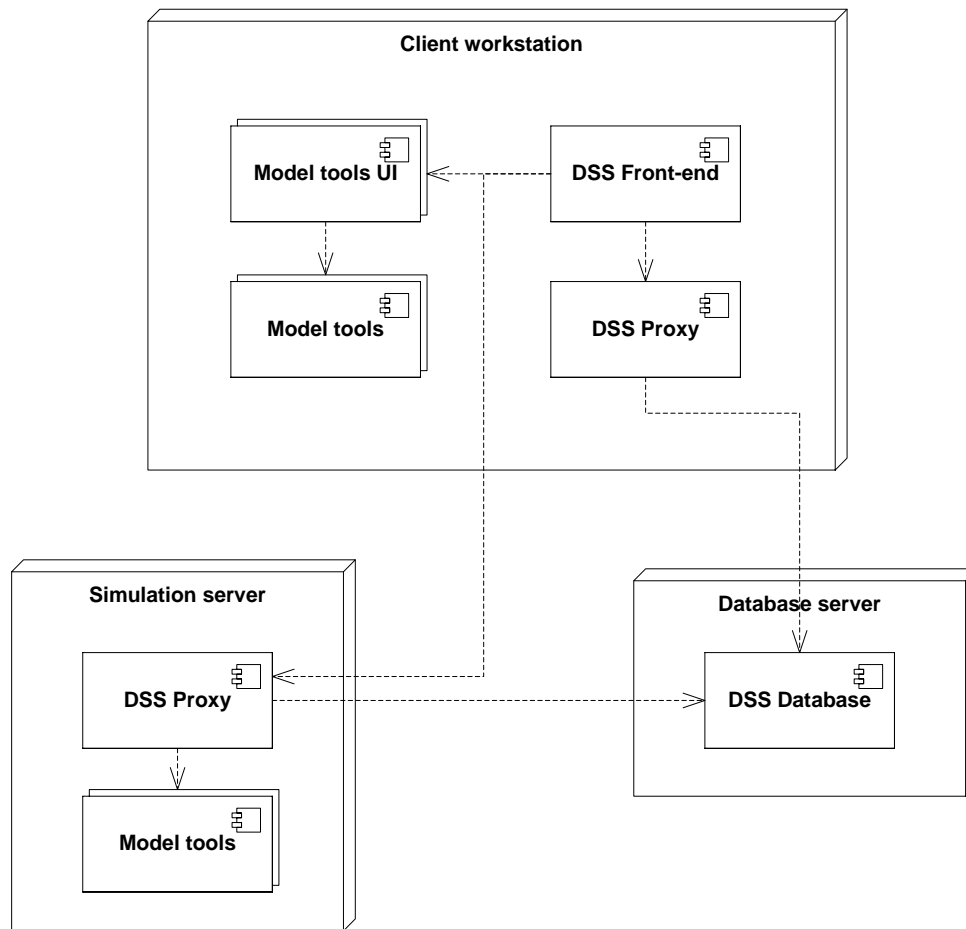 Client workstation
Model tools UI
DSS Front-end
Model tools
DSS Proxy
Simulation server
Database server
DSS Proxy
DSS Database
Model tools